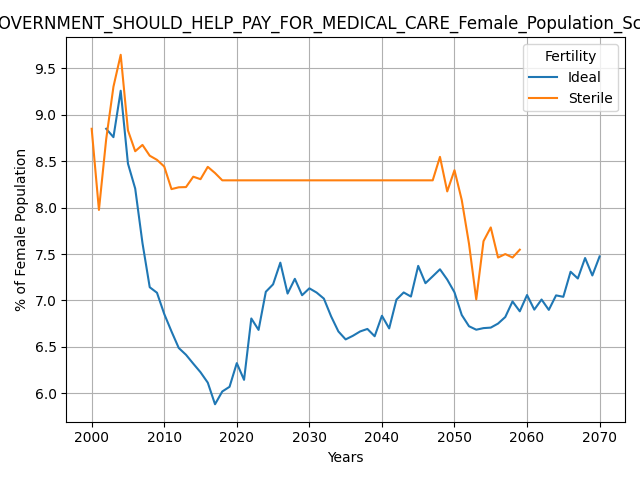 OVERNMENT_SHOULD_HELP_PAY_FOR_MEDICAL_CARE_Female_Population_Sc
Fertility
Ideal
Sterile
% of Female Population
9.5
9.0
8.5
8.0
7.5
7.0
6.5
6.0
2000 2010 2020 2030 2040 2050 2060 2070
Years